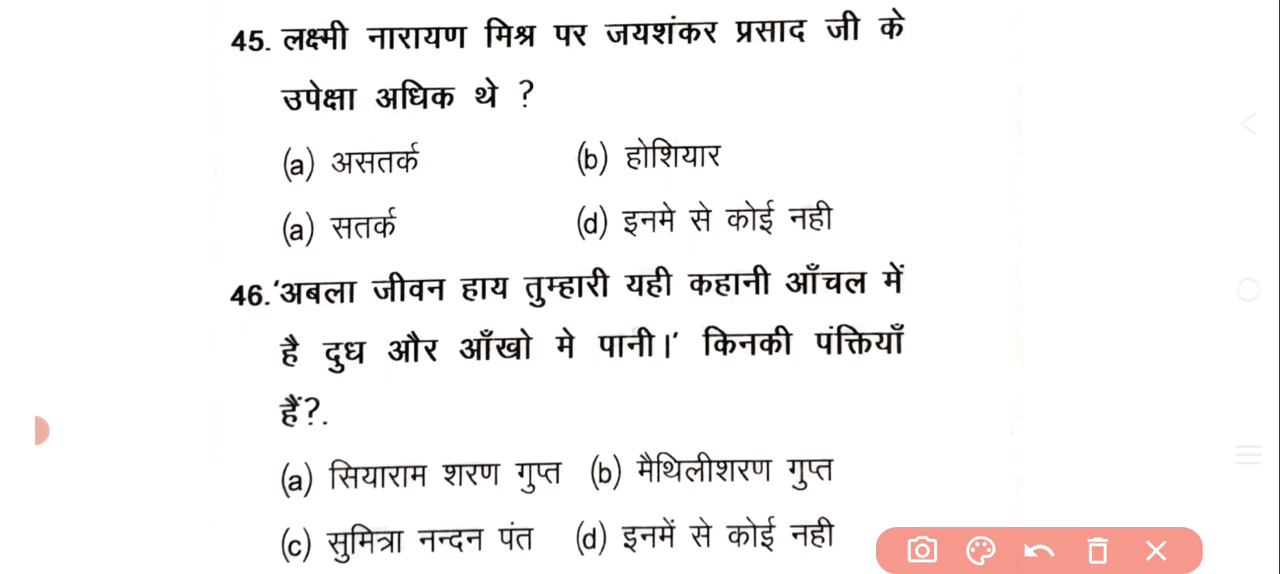 45. लक्ष्मी नारायण मिश्र पर जयशंकर प्रसाद जी के
उपेक्षा अधिक थे ?
(a) असतर्क (b) होशियार
(a) सतर्क (d) इनमे से कोई नही
46.‘अबला जीवन हाय तुम्हारी यही कहानी आँचल में
है दुध और आँखो मे पानी।’ किनकी पंक्तियाँ
हैं?.
(a) सियाराम शरण गुप्त (b) मैथिलीशरण गुप्त
(c) सुमित्रा नन्दन पंत (d) इनमें से कोई नही